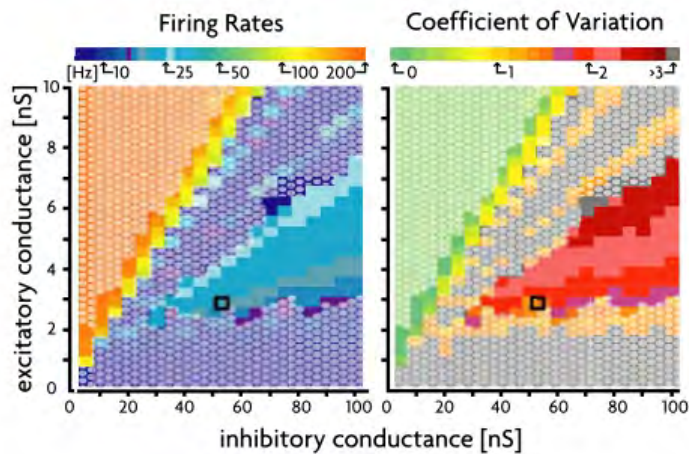 Firing Rates
Coefficient of Variation
[Hz] 10 25 50 100 200
0 1 2 >3
excitatory conductance [nS]
10
8
6
4
2
0
0 20 40 60 80 100
0 20 40 60 80 100
inhibitory conductance [nS]